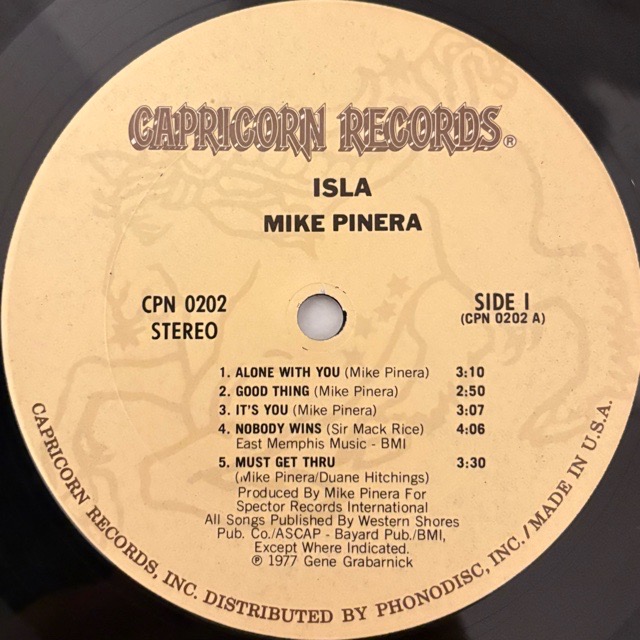 CAPRICORN RECORDS®
ISLA
MIKE PINERA
CPN 0202
STEREO
SIDE I
(CPN 0202 A)
1. ALONE WITH YOU (Mike Pinera) 3:10
2. GOOD THING (Mike Pinera) 2:50
3. IT'S YOU (Mike Pinera) 3:07
4. NOBODY WINS (Sir Mack Rice) 4:06
East Memphis Music - BMI
5. MUST GET THRU 3:30
(Mike Pinera/Duane Hitchings)
Produced By Mike Pinera For
Spector Records International
All Songs Published By Western Shores
Pub. Co./ASCAP - Bayard Pub./BMI,
Except Where Indicated.
℗ 1977 Gene Grabarnick
CAPRICORN RECORDS, INC. DISTRIBUTED BY PHONODISC, INC./MADE IN U.S.A.